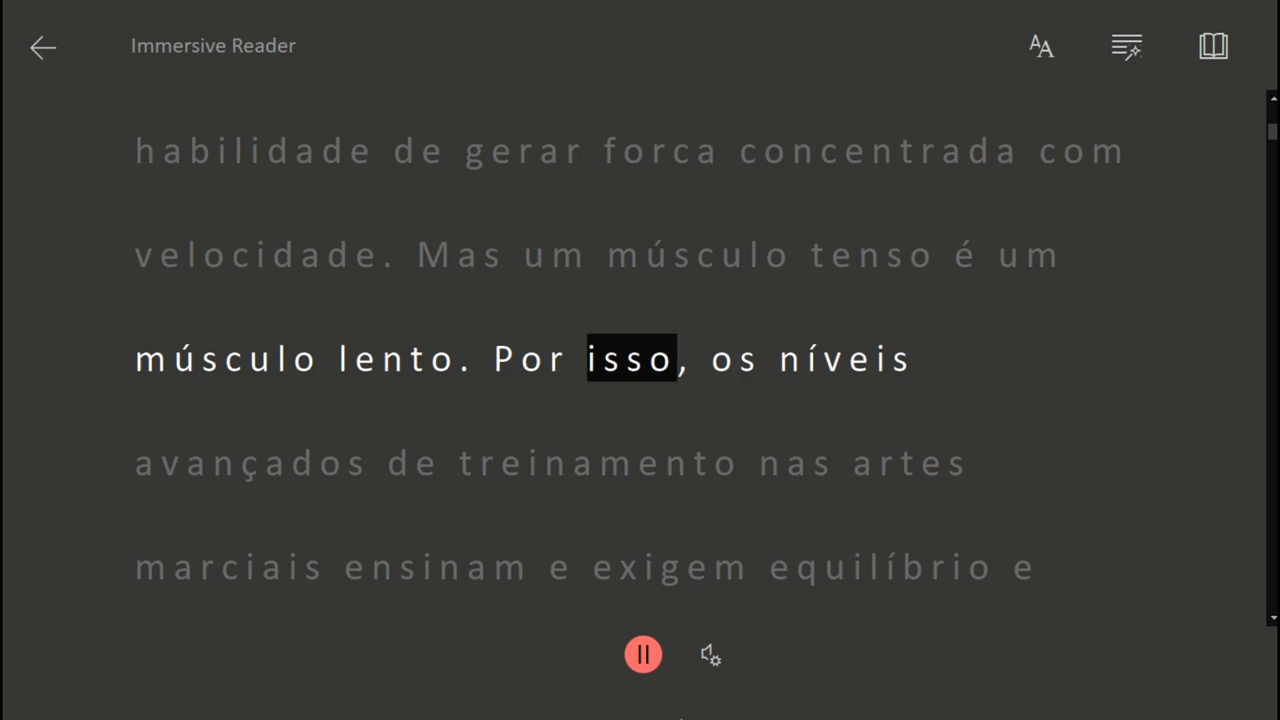 Immersive Reader
habilidade de gerar forca concentrada com
velocidade. Mas um músculo tenso é um
músculo lento. Por isso, os níveis
avançados de treinamento nas artes
marciais ensinam e exigem equilíbrio e